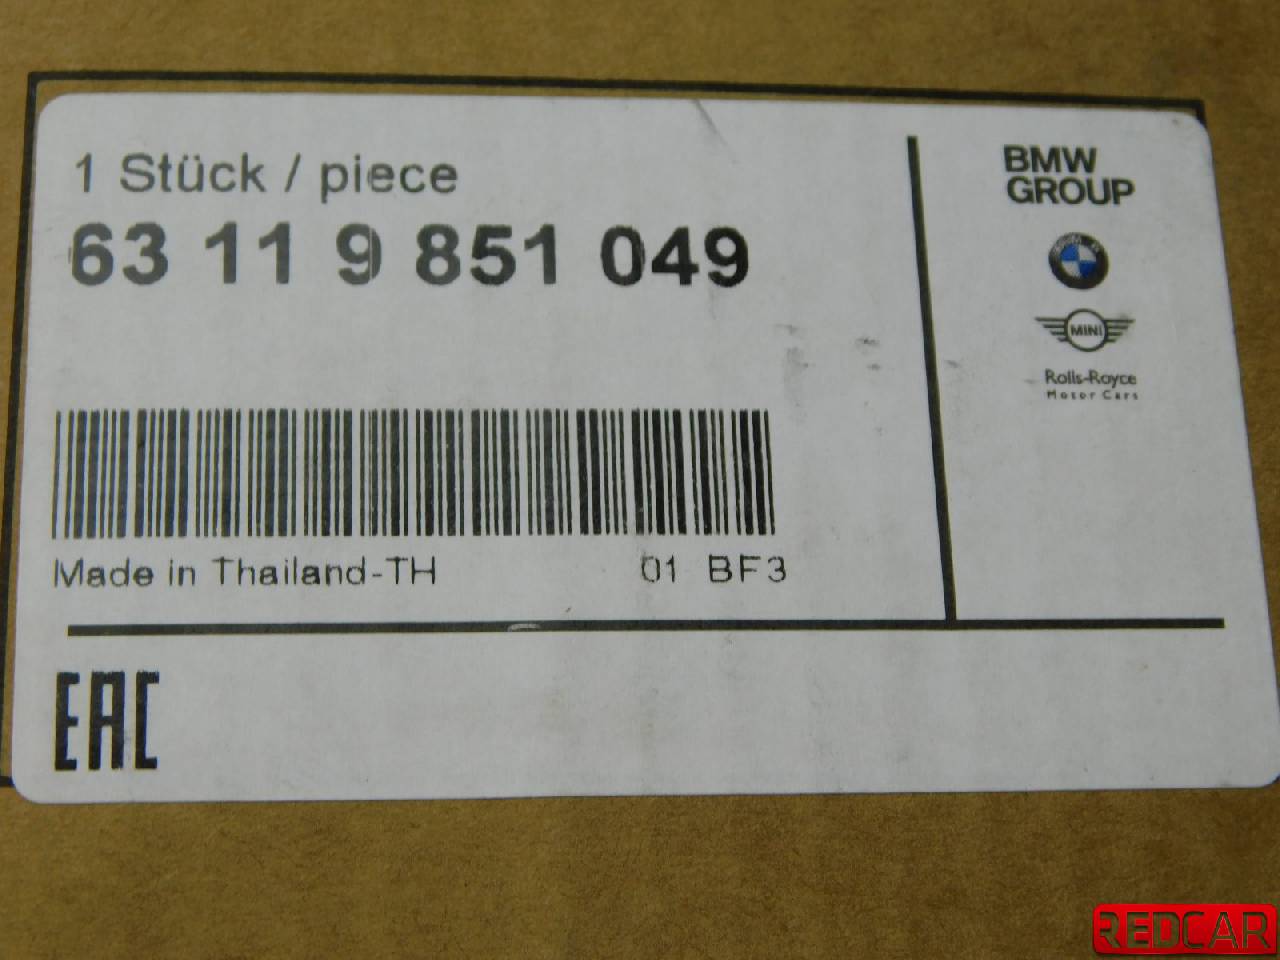 1 Stück / piece
63 11 9 851 049
Made in Thailand-TH
01 BF3
BMW
GROUP
MINI
Rolls-Royce
Motor Cars
EAC
REDCAR